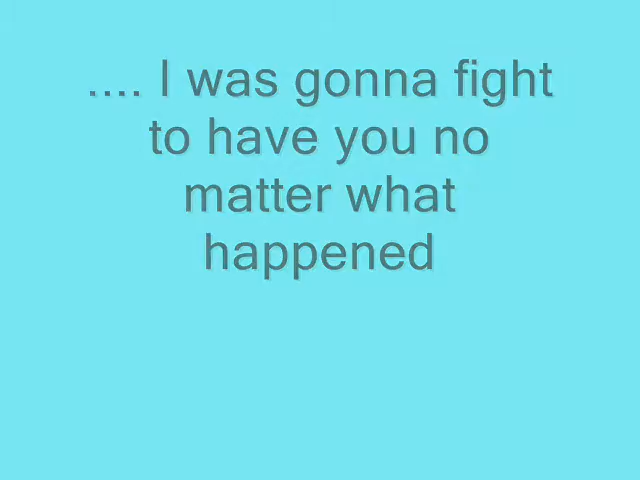 .... I was gonna fight
to have you no
matter what
happened